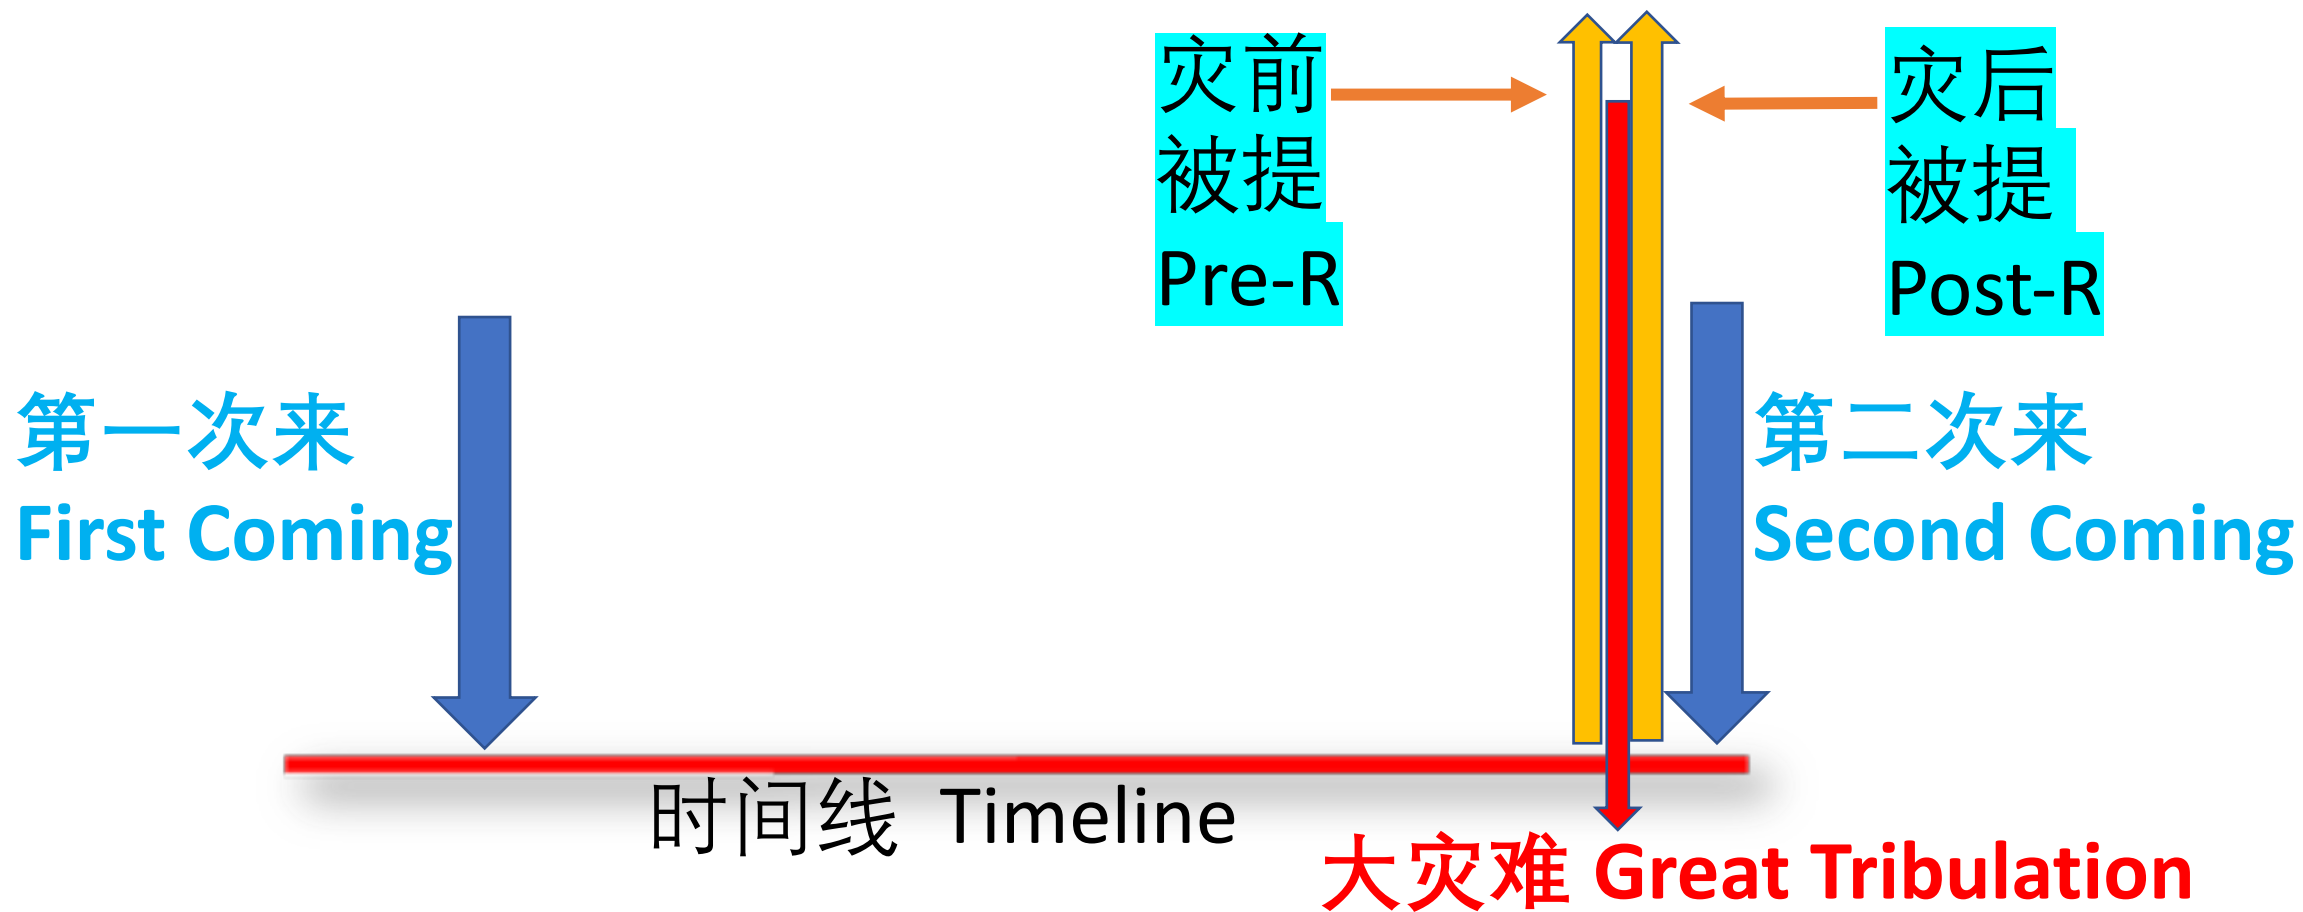 灾前
被提
Pre-R
灾后
被提
Post-R
第一次来
First Coming
第二次来
Second Coming
时间线 Timeline
大灾难 Great Tribulation